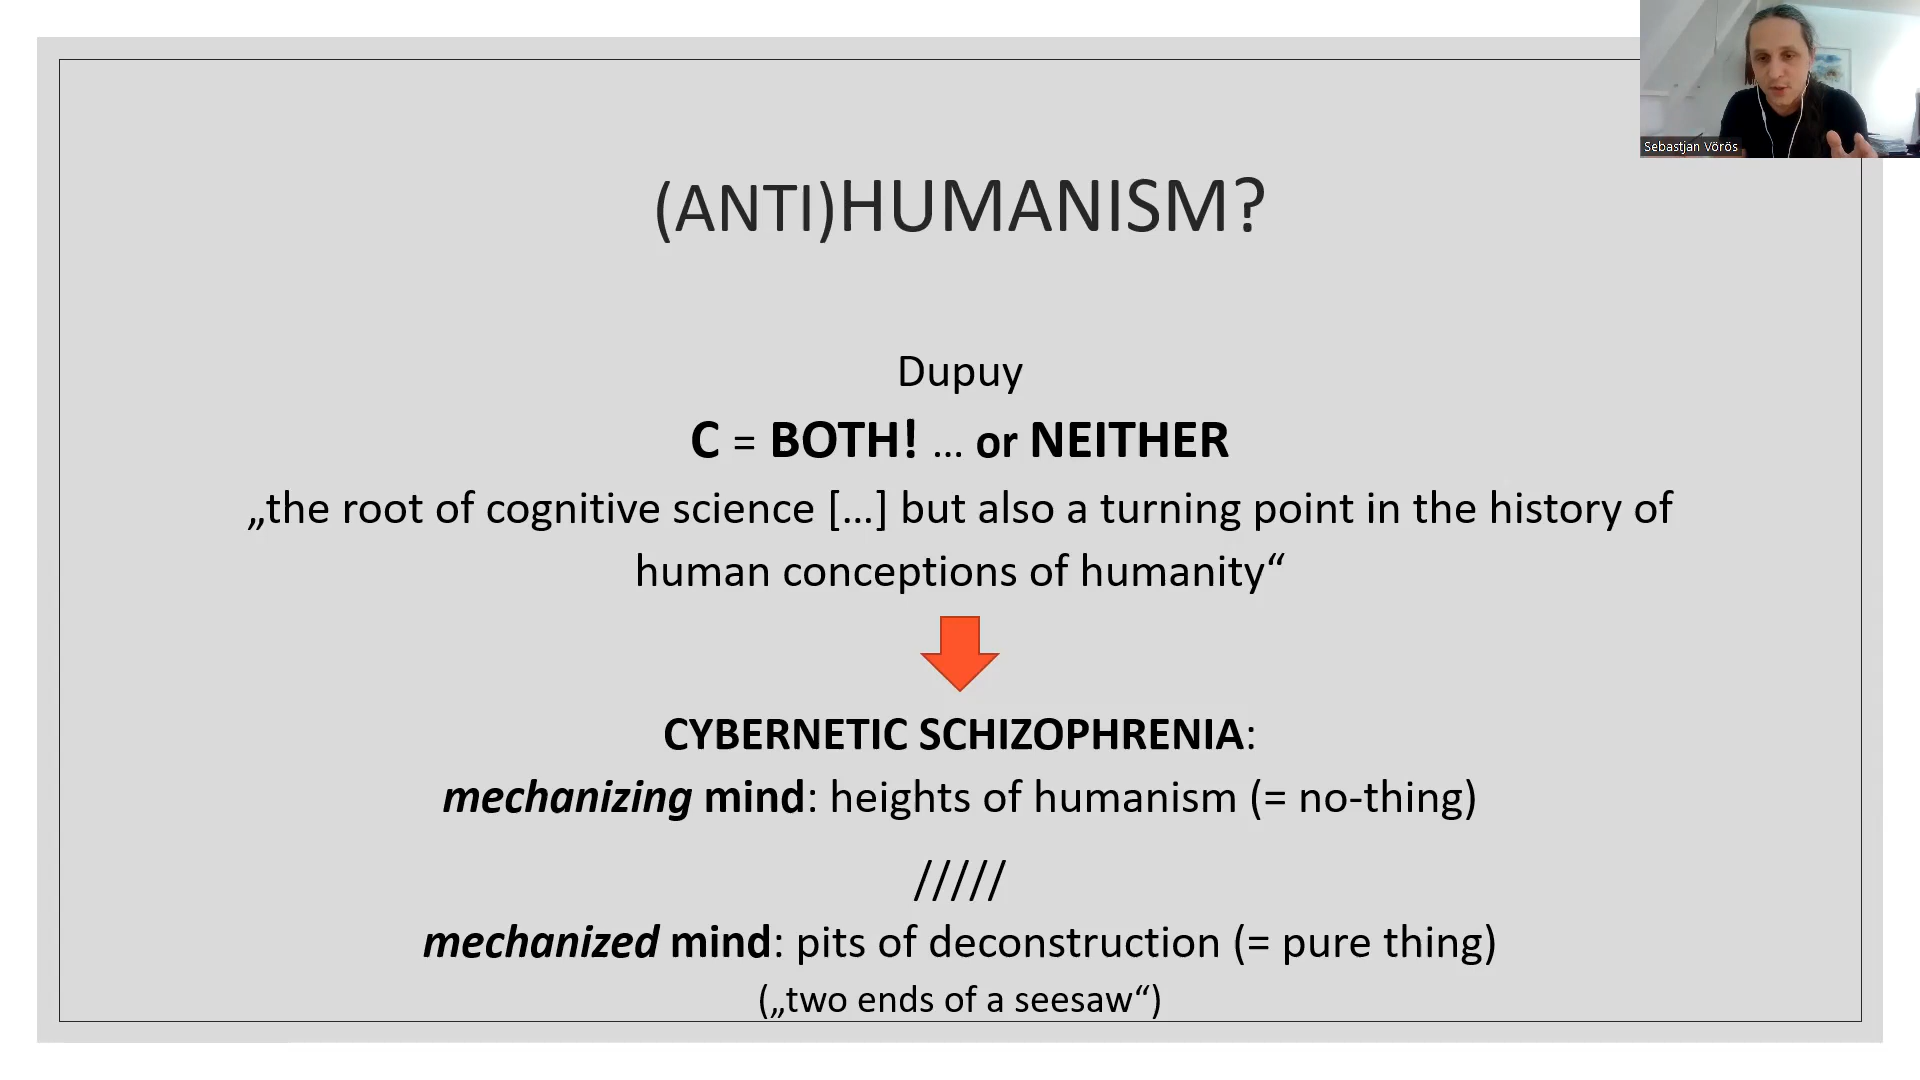 Sebastjan Vörös
(ANTI)HUMANISM?
Dupuy
C = BOTH! … or NEITHER
„the root of cognitive science […] but also a turning point in the history of
human conceptions of humanity“
CYBERNETIC SCHIZOPHRENIA:
mechanizing mind: heights of humanism (= no-thing)
/////
mechanized mind: pits of deconstruction (= pure thing)
(„two ends of a seesaw“)